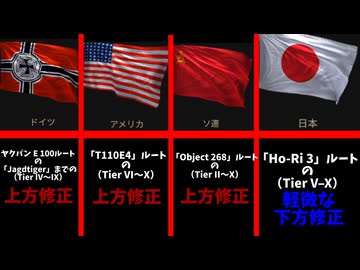 ドイツ
ヤクパン E 100ルート
の
「Jagdtiger」までの
(Tier IV〜IX)
上方修正
アメリカ
「T110E4」ルート
の
(Tier VI〜X)
上方修正
ソ連
「Object 268」ルート
の
(Tier II〜X)
上方修正
日本
「Ho-Ri 3」ルート
の
(Tier V–X)
軽微な
下方修正